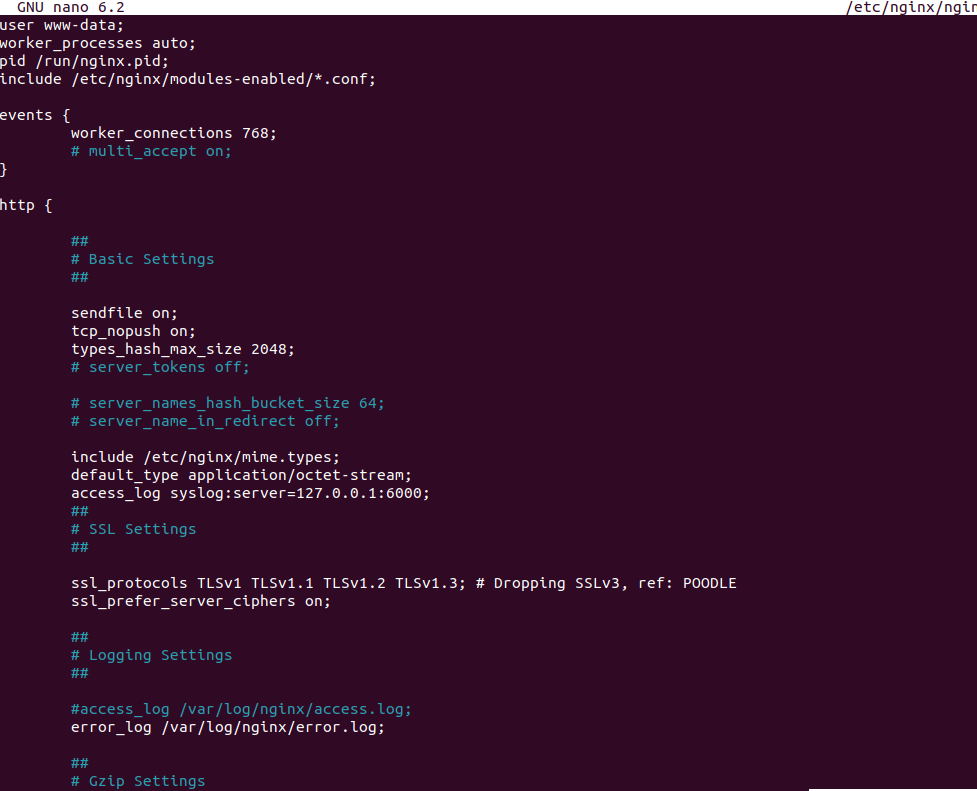 GNU nano 6.2 /etc/nginx/ngin
user www-data;
worker_processes auto;
pid /run/nginx.pid;
include /etc/nginx/modules-enabled/*.conf;
events {
worker_connections 768;
# multi_accept on;
}
http {
##
# Basic Settings
##
sendfile on;
tcp_nopush on;
types_hash_max_size 2048;
# server_tokens off;
# server_names_hash_bucket_size 64;
# server_name_in_redirect off;
include /etc/nginx/mime.types;
default_type application/octet-stream;
access_log syslog:server=127.0.0.1:6000;
##
# SSL Settings
##
ssl_protocols TLSv1 TLSv1.1 TLSv1.2 TLSv1.3; # Dropping SSLv3, ref: POODLE
ssl_prefer_server_ciphers on;
##
# Logging Settings
##
#access_log /var/log/nginx/access.log;
error_log /var/log/nginx/error.log;
##
# Gzip Settings